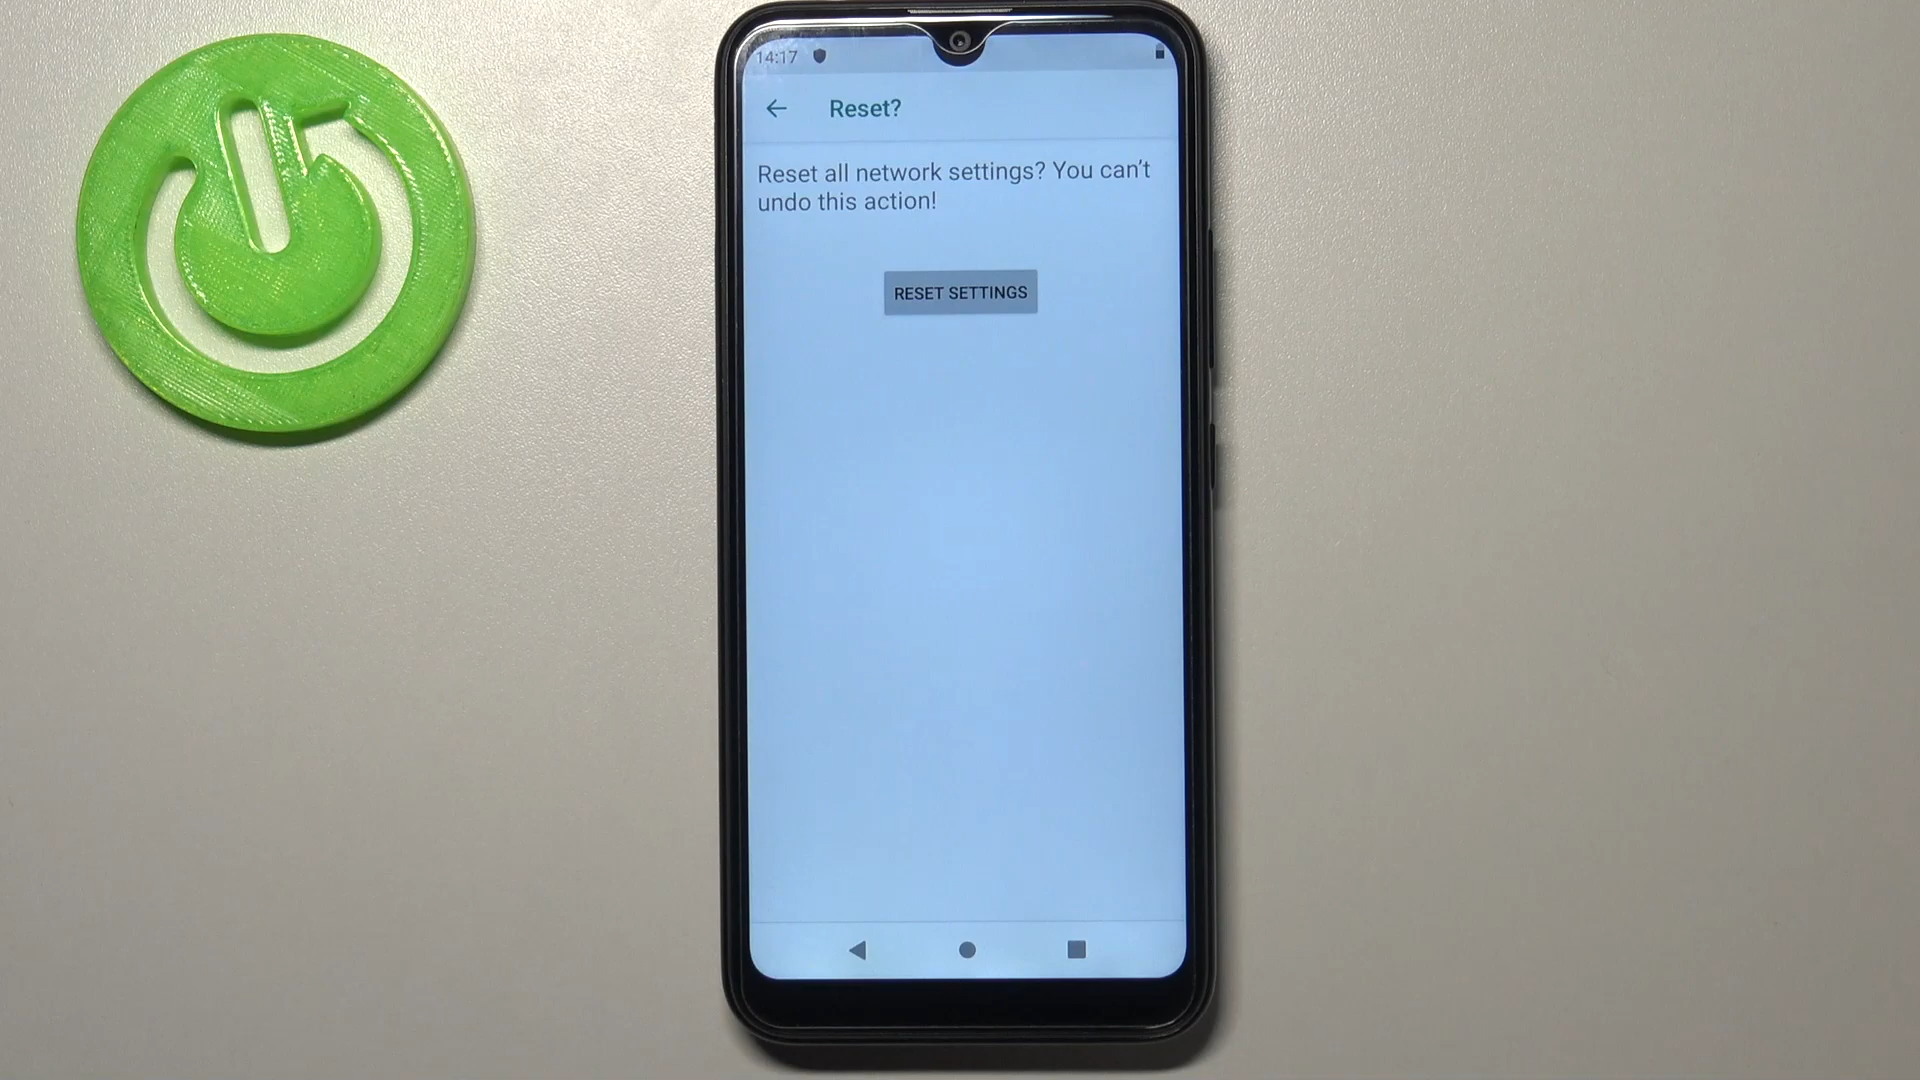 14:17
Reset?
Reset all network settings? You can't
undo this action!
RESET SETTINGS